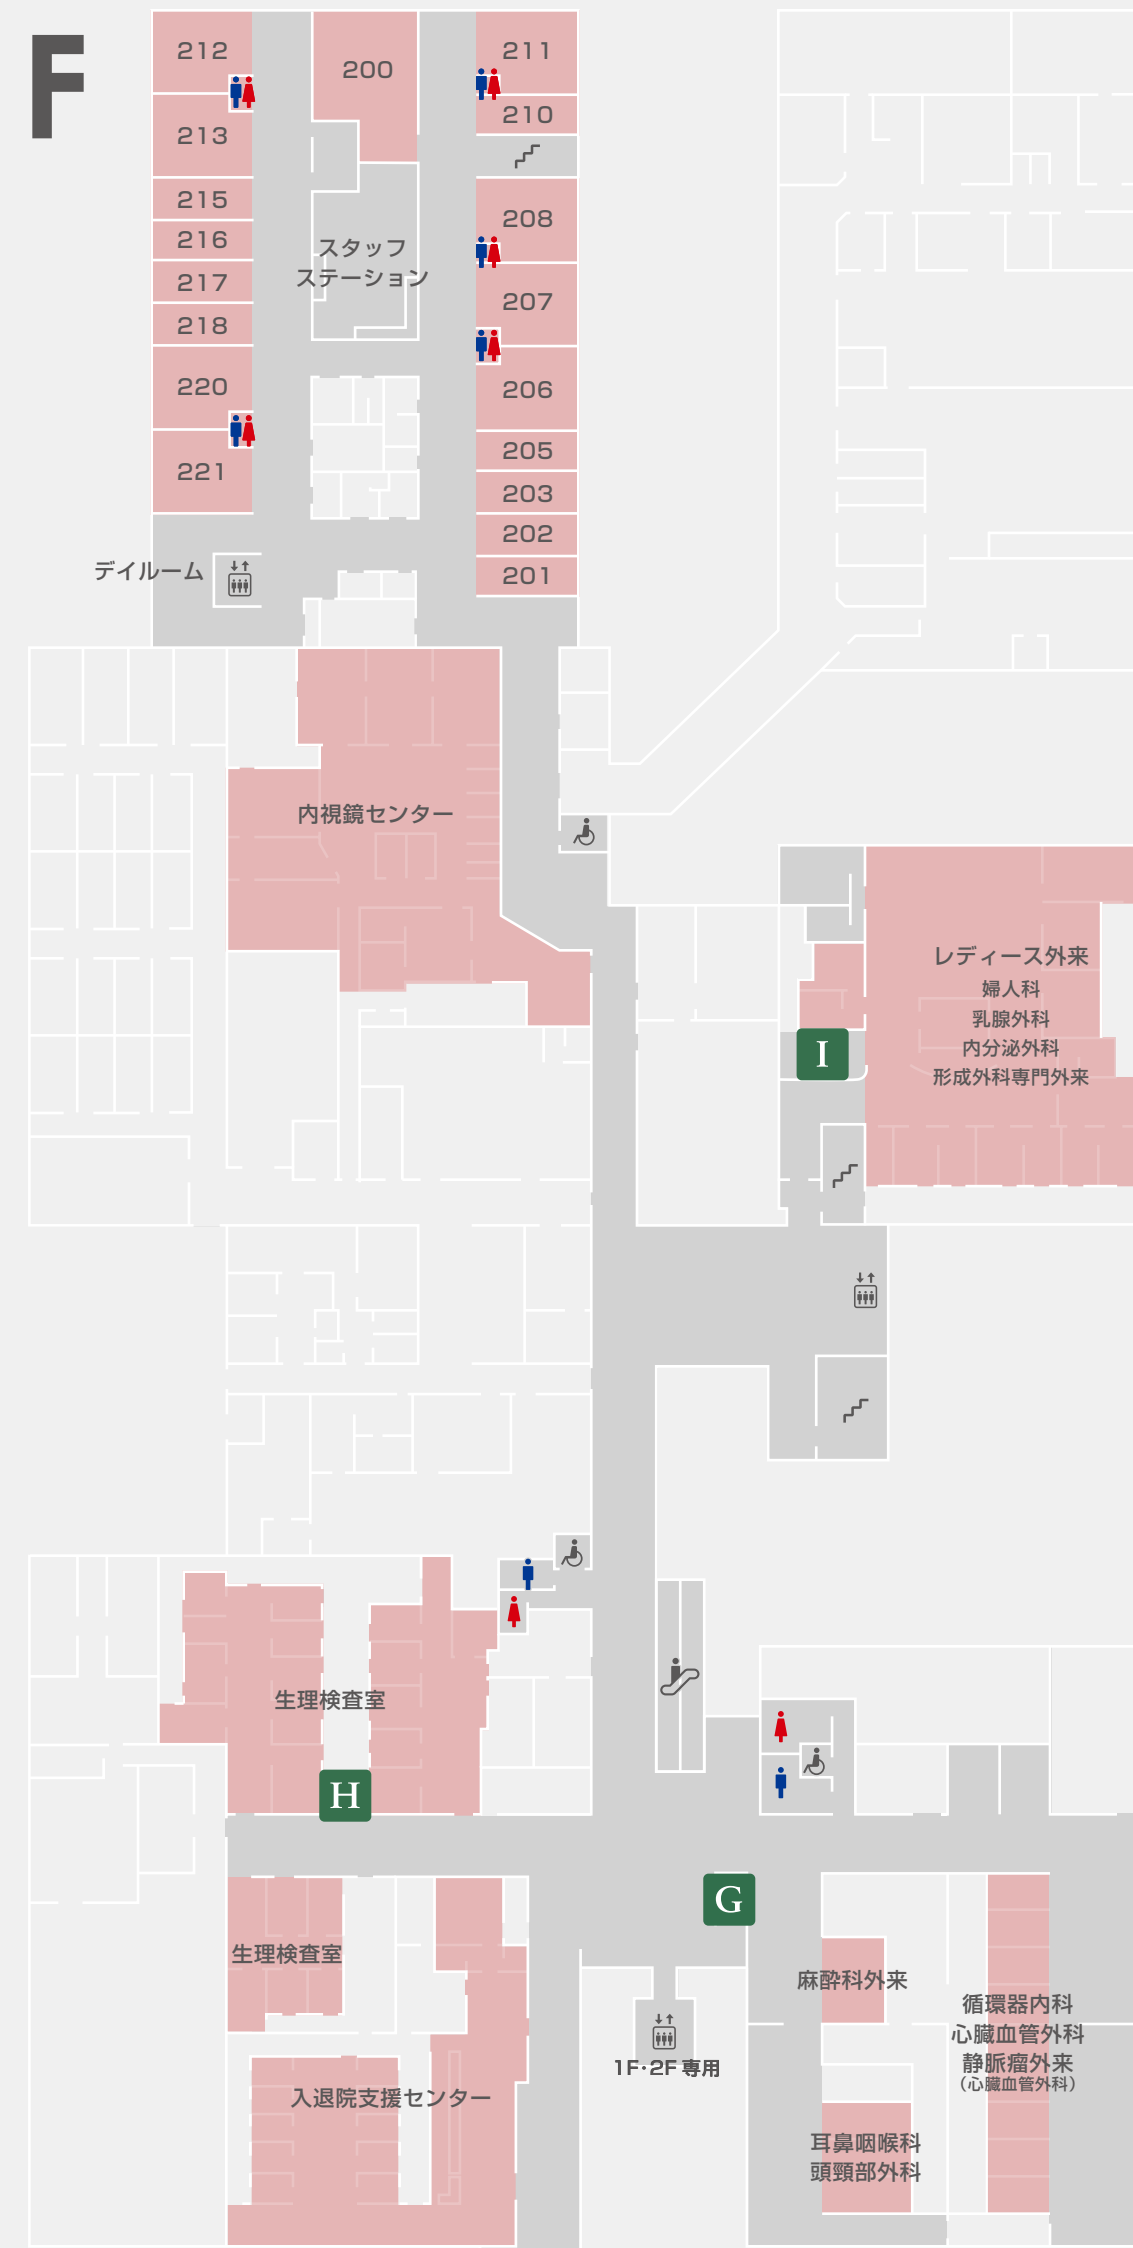 F
212
200
211
210
213
215
216
217
218
220
221
208
207
206
205
203
202
201
スタッフ
ステーション
デイルーム
内視鏡センター
レディース外来
婦人科
乳腺外科
内分泌外科
形成外科専門外来
I
生理検査室
H
G
生理検査室
麻酔科外来
循環器内科
心臓血管外科
静脈瘤外来
(心臓血管外科)
1F·2F 専用
入退院支援センター
耳鼻咽喉科
頭頸部外科